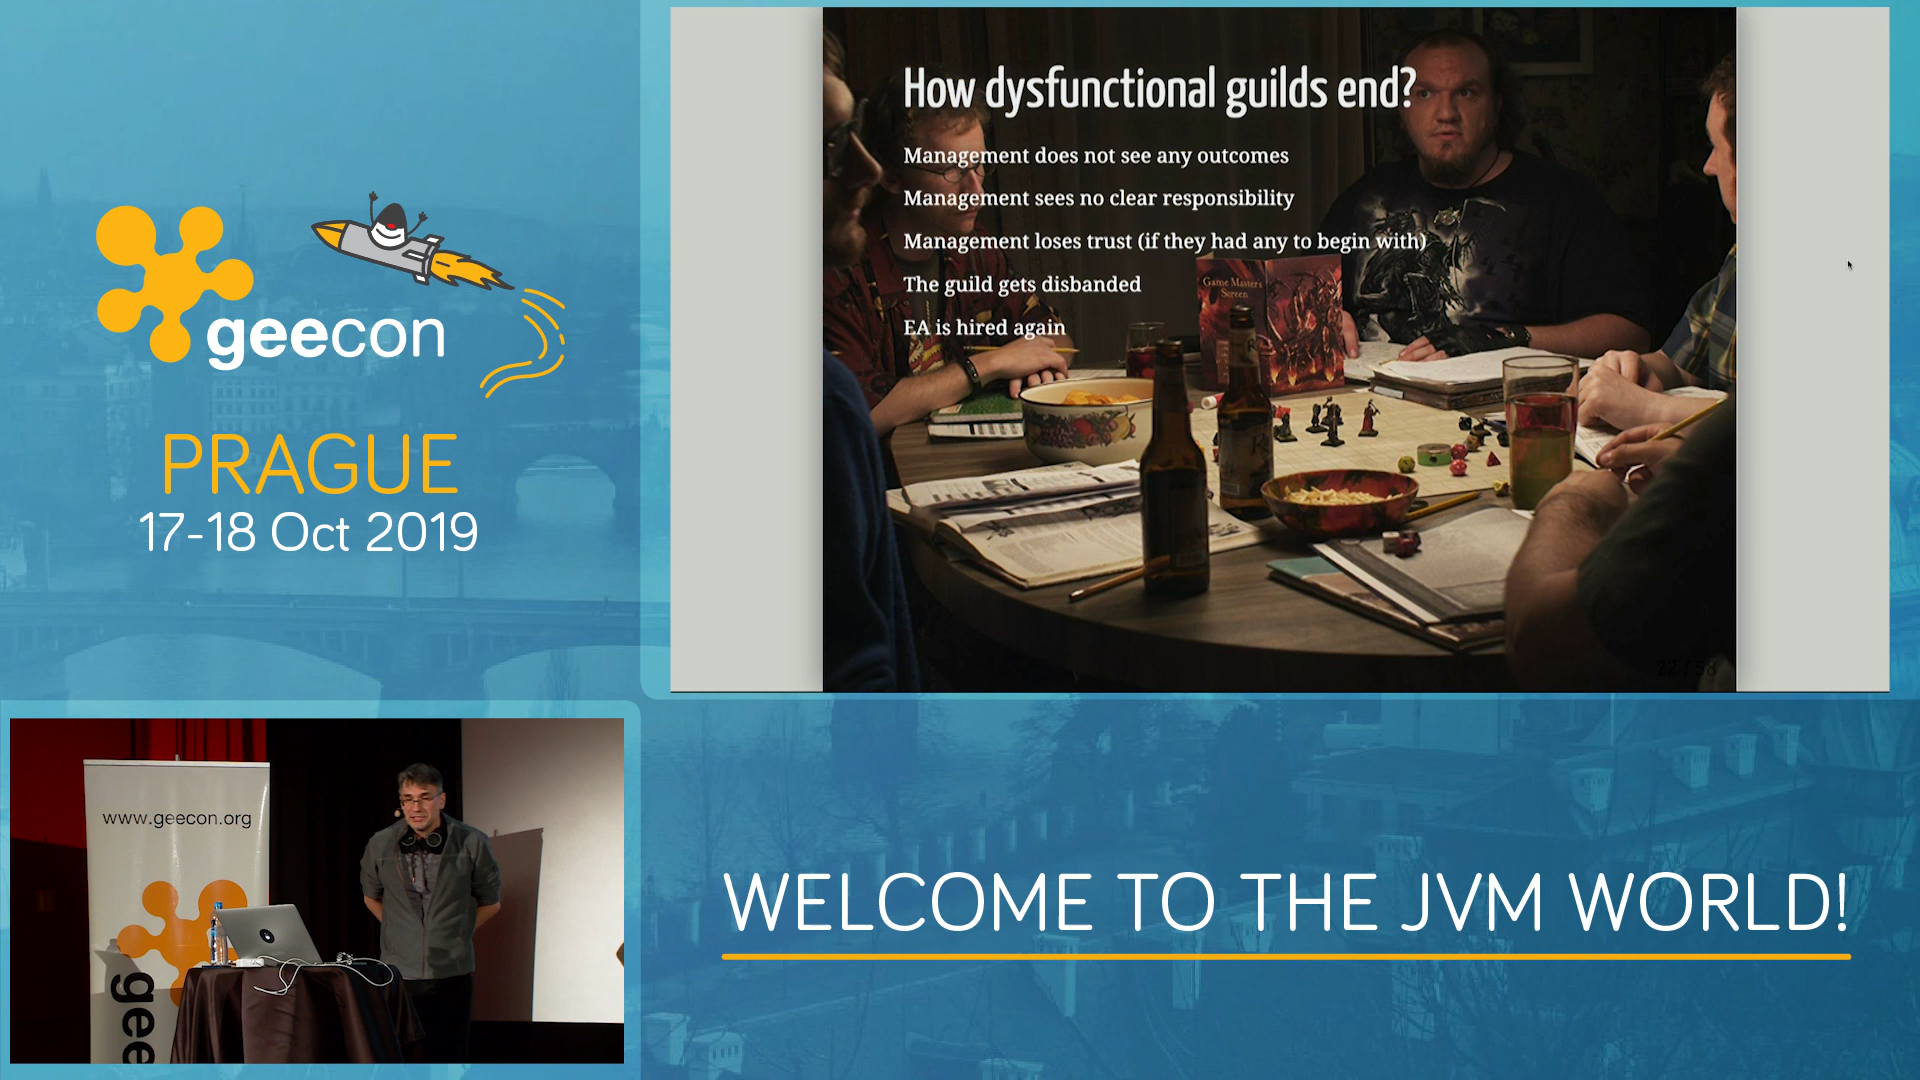 geecon
PRAGUE
17-18 Oct 2019
How dysfunctional guilds end?
Management does not see any outcomes
Management sees no clear responsibility
Management loses trust (if they had any to begin with)
The guild gets disbanded
EA is hired again
Game Master's
Screen
22 / 58
www.geecon.org
gee
WELCOME TO THE JVM WORLD!